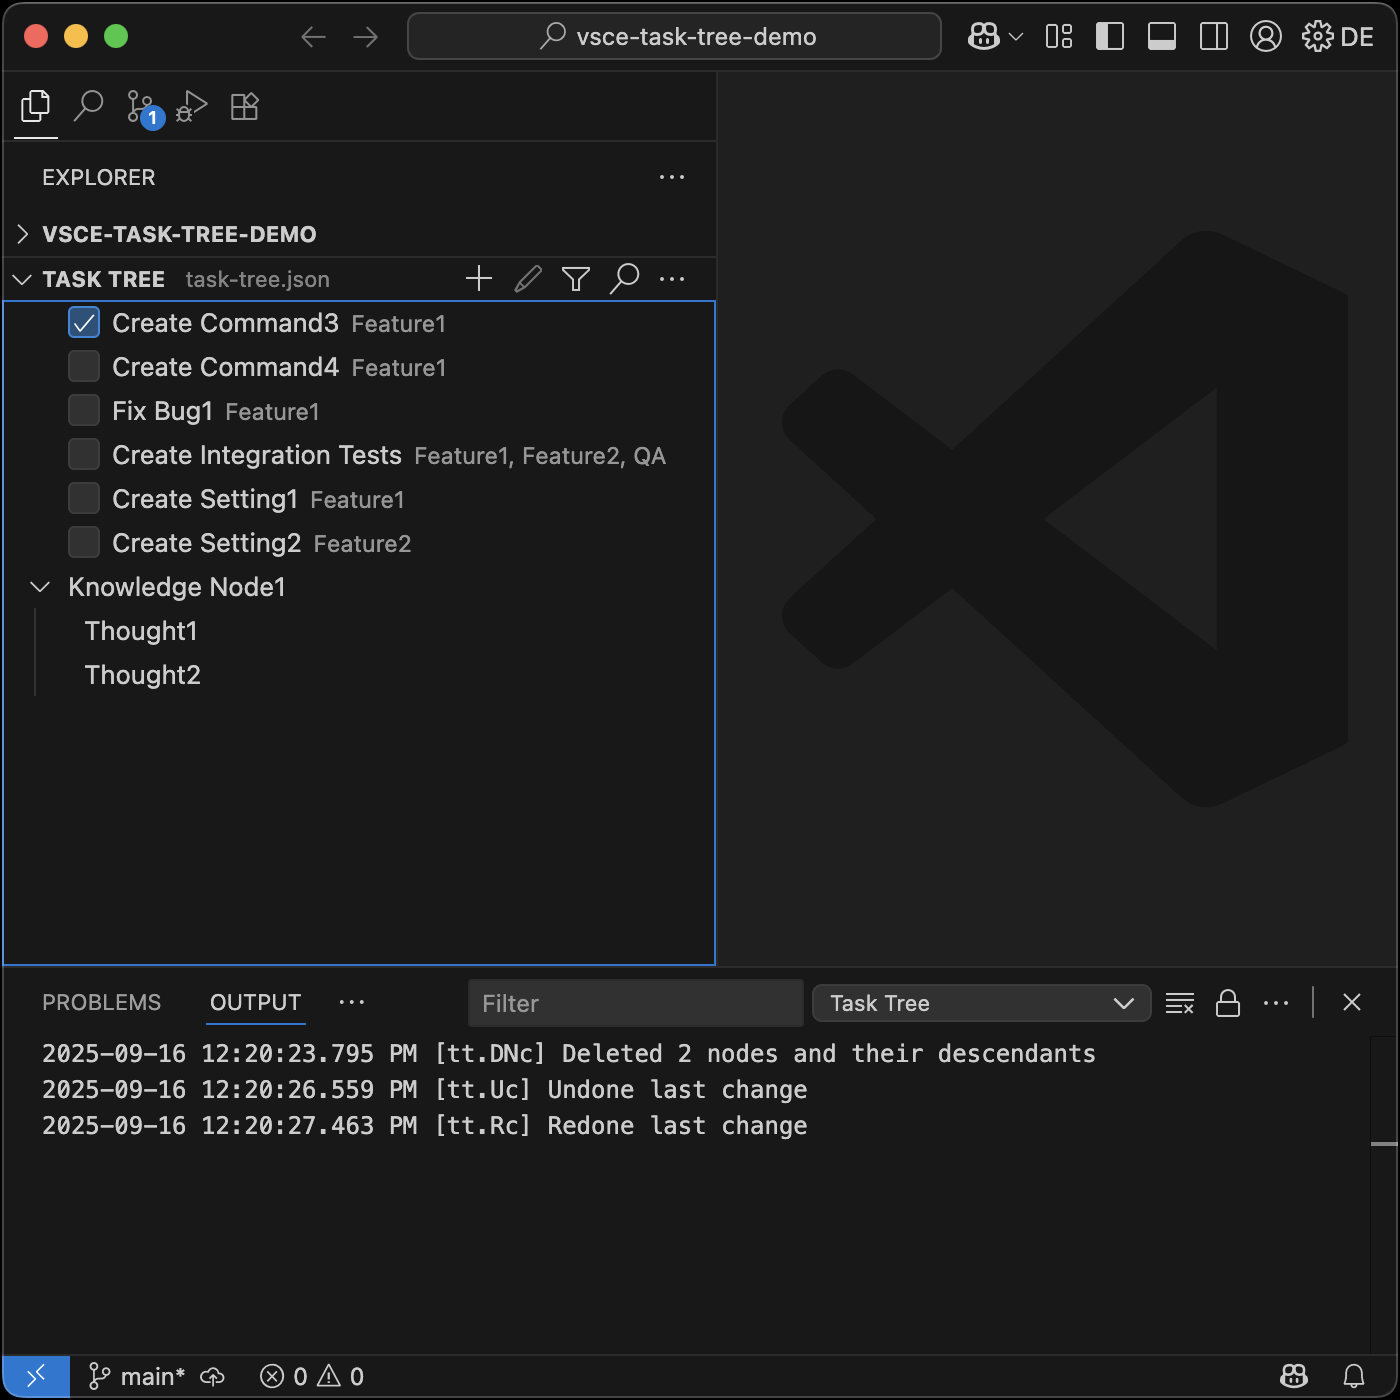 vsce-task-tree-demo
DE
1
EXPLORER
VSCE-TASK-TREE-DEMO
TASK TREE task-tree.json
Create Command3 Feature1
Create Command4 Feature1
Fix Bug1 Feature1
Create Integration Tests Feature1, Feature2, QA
Create Setting1 Feature1
Create Setting2 Feature2
Knowledge Node1
Thought1
Thought2
PROBLEMS OUTPUT Filter Task Tree
2025-09-16 12:20:23.795 PM [tt.DNc] Deleted 2 nodes and their descendants
2025-09-16 12:20:26.559 PM [tt.Uc] Undone last change
2025-09-16 12:20:27.463 PM [tt.Rc] Redone last change
main* 0 0